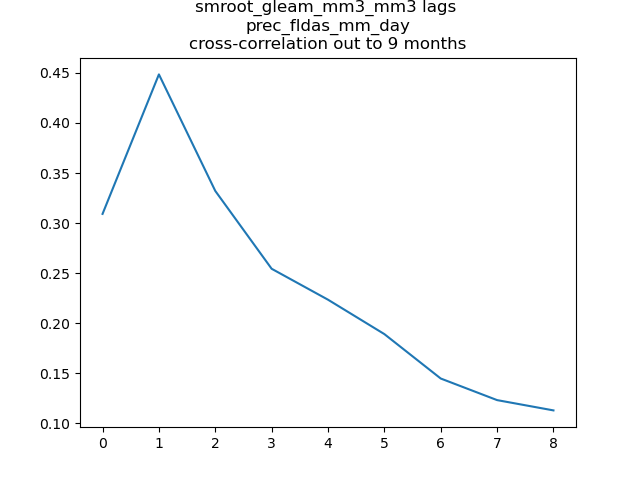 smroot_gleam_mm3_mm3 lags
prec_fldas_mm_day
cross-correlation out to 9 months
0.45
0.40
0.35
0.30
0.25
0.20
0.15
0.10
0 1 2 3 4 5 6 7 8